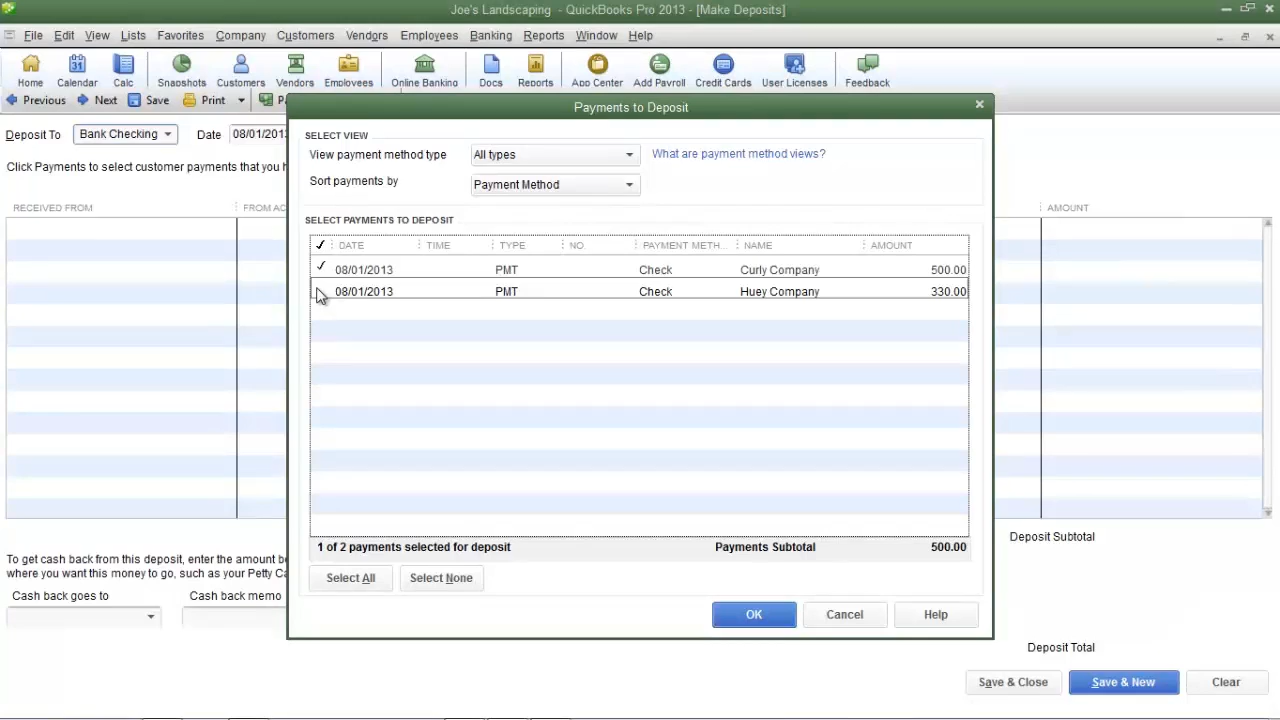 Joe's Landscaping - QuickBooks Pro 2013 - [Make Deposits]
File Edit View Lists Favorites Company Customers Vendors Employees Banking Reports Window Help
31
Home Calendar Calc Snapshots Customers Vendors Employees Online Banking Docs Reports App Center Add Payroll Credit Cards User Licenses Feedback
Previous Next Save Print
Payments to Deposit
Deposit To Bank Checking Date 08/01/2013
Click Payments to select customer payments that you
RECEIVED FROM FROM AC AMOUNT
SELECT VIEW
View payment method type All types What are payment method views?
Sort payments by Payment Method
SELECT PAYMENTS TO DEPOSIT
DATE TIME TYPE NO. PAYMENT METH... NAME AMOUNT
08/01/2013 PMT Check Curly Company 500.00
08/01/2013 PMT Check Huey Company 330.00
1 of 2 payments selected for deposit Payments Subtotal 500.00
Select All Select None
OK Cancel Help
Deposit Subtotal
To get cash back from this deposit, enter the amount be
where you want this money to go, such as your Petty Ca
Cash back goes to Cash back memo
Deposit Total
Save & Close Save & New Clear